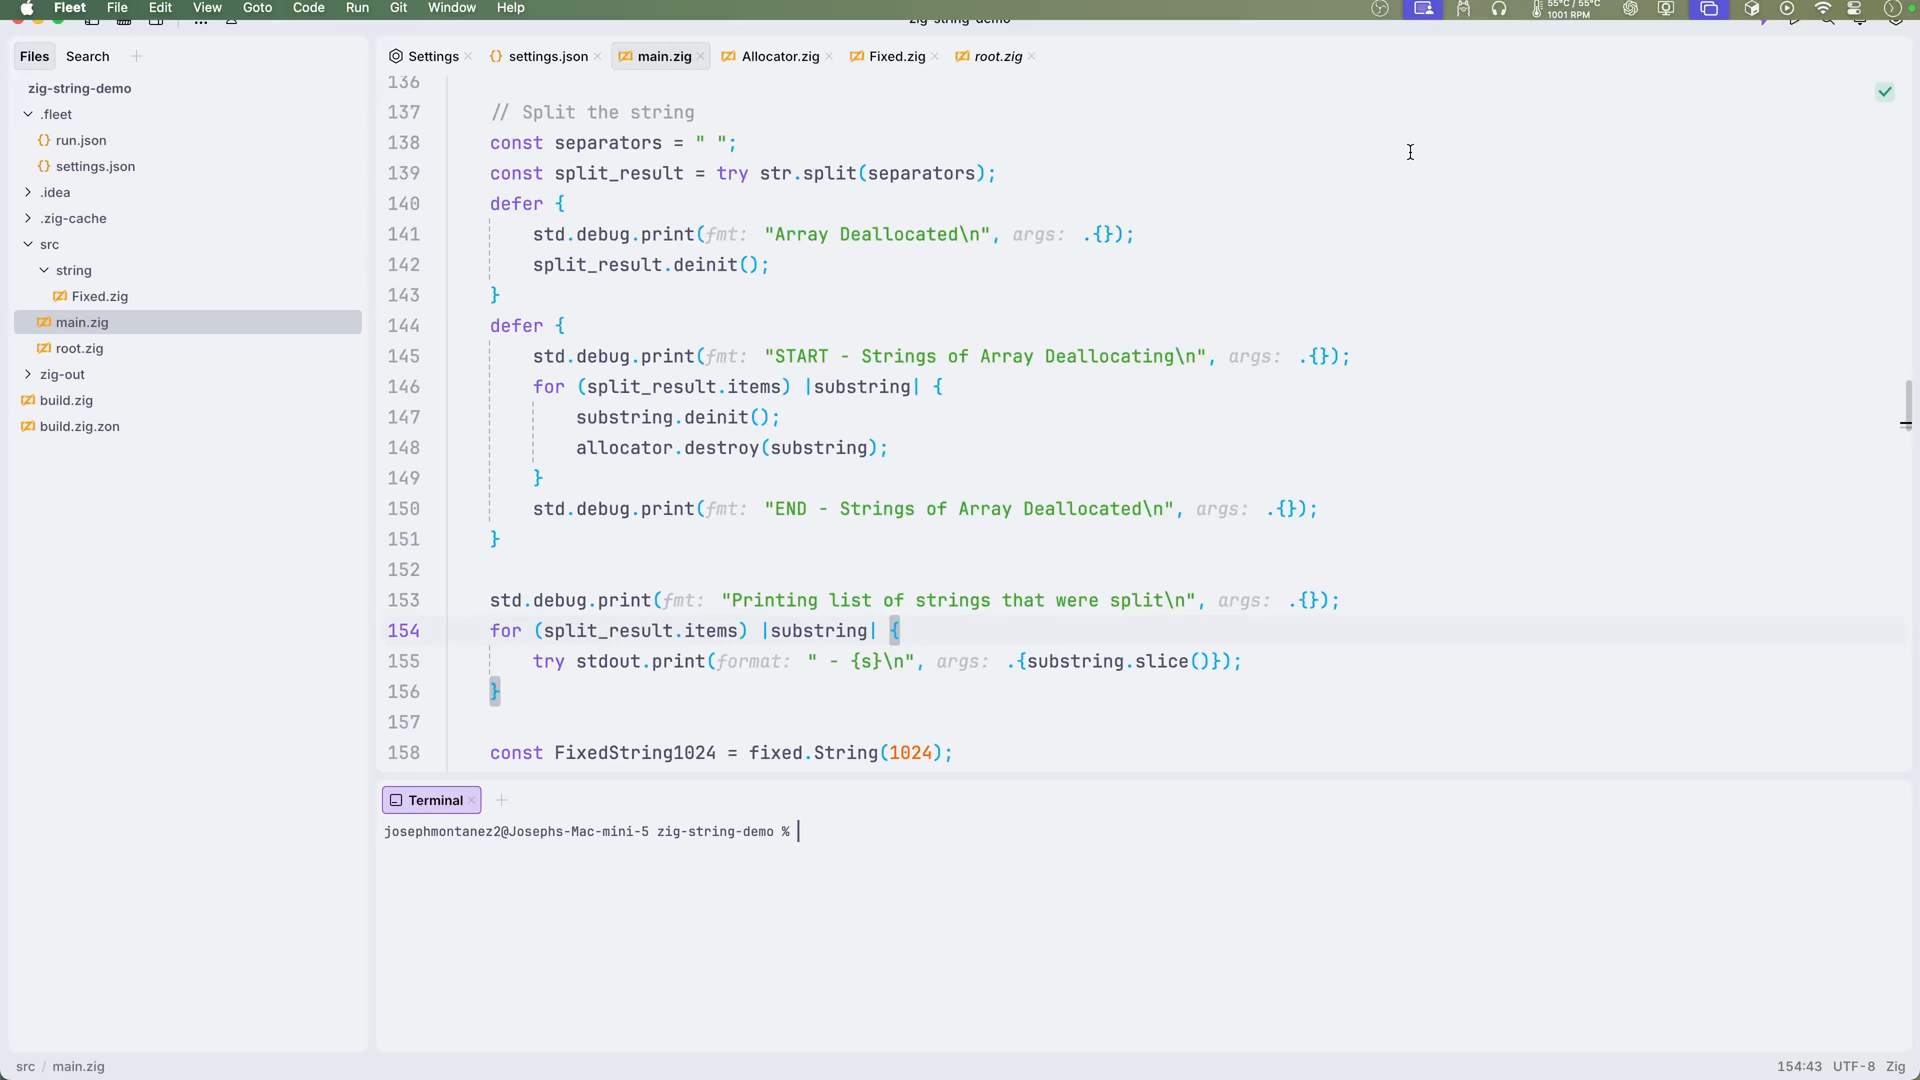 Fleet File Edit View Goto Code Run Git Window Help
55°C / 55°C
1001 RPM
zig-string-demo
Files Search
Settings settings.json main.zig Allocator.zig Fixed.zig root.zig
zig-string-demo
.fleet
run.json
settings.json
.idea
.zig-cache
src
string
Fixed.zig
main.zig
root.zig
zig-out
build.zig
build.zig.zon
136
137 // Split the string
138 const separators = " ";
139 const split_result = try str.split(separators);
140 defer {
141 std.debug.print(fmt: "Array Deallocated\n", args: .{});
142 split_result.deinit();
143 }
144 defer {
145 std.debug.print(fmt: "START - Strings of Array Deallocating\n", args: .{});
146 for (split_result.items) |substring| {
147 substring.deinit();
148 allocator.destroy(substring);
149 }
150 std.debug.print(fmt: "END - Strings of Array Deallocated\n", args: .{});
151 }
152
153 std.debug.print(fmt: "Printing list of strings that were split\n", args: .{});
154 for (split_result.items) |substring| {
155 try stdout.print(format: " - {s}\n", args: .{substring.slice()});
156 }
157
158 const FixedString1024 = fixed.String(1024);
Terminal
josephmontanez2@Josephs-Mac-mini-5 zig-string-demo %
src / main.zig
154:43 UTF-8 Zig